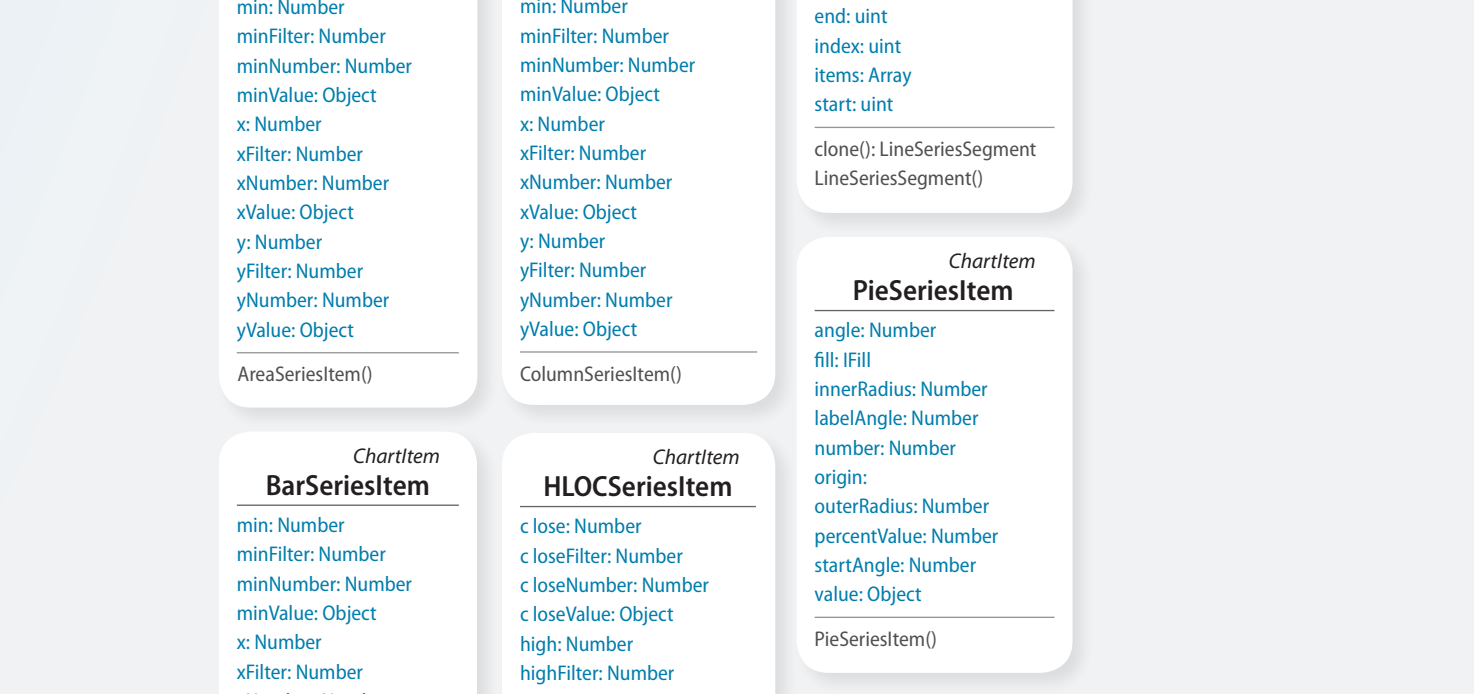 min: Number
minFilter: Number
minNumber: Number
minValue: Object
x: Number
xFilter: Number
xNumber: Number
xValue: Object
y: Number
yFilter: Number
yNumber: Number
yValue: Object
AreaSeriesItem()
ChartItem
BarSeriesItem
min: Number
minFilter: Number
minNumber: Number
minValue: Object
x: Number
xFilter: Number
min: Number
minFilter: Number
minNumber: Number
minValue: Object
x: Number
xFilter: Number
xNumber: Number
xValue: Object
y: Number
yFilter: Number
yNumber: Number
yValue: Object
ColumnSeriesItem()
ChartItem
HLOCSeriesItem
c lose: Number
c loseFilter: Number
c loseNumber: Number
c loseValue: Object
high: Number
highFilter: Number
end: uint
index: uint
items: Array
start: uint
clone(): LineSeriesSegment
LineSeriesSegment()
ChartItem
PieSeriesItem
angle: Number
fill: IFill
innerRadius: Number
labelAngle: Number
number: Number
origin:
outerRadius: Number
percentValue: Number
startAngle: Number
value: Object
PieSeriesItem()